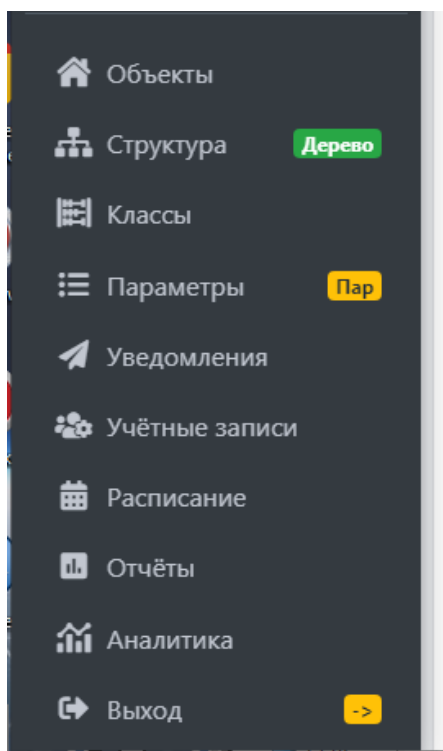 Объекты
Структура Дерево
Классы
Параметры Пар
Уведомления
Учётные записи
Расписание
Отчёты
Аналитика
Выход ->